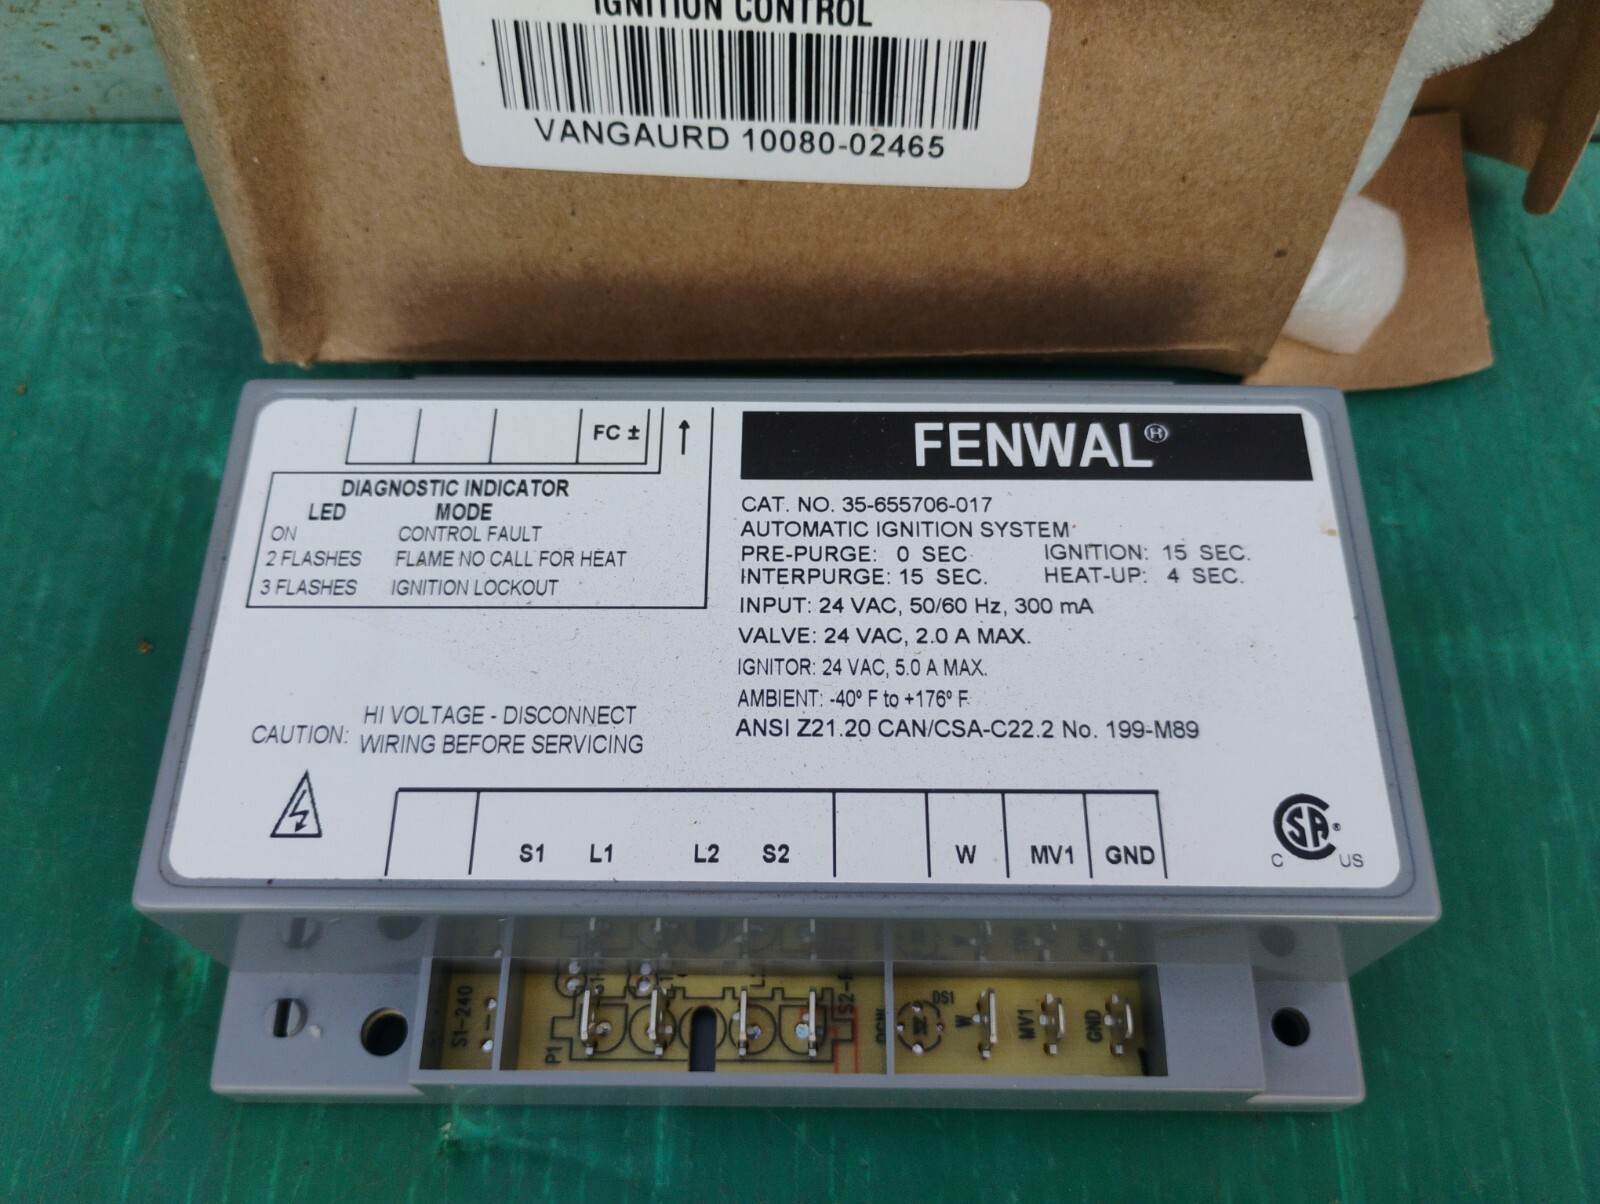 IGNITION CONTROL
VANGAURD 10080-02465
FC ±
DIAGNOSTIC INDICATOR
LED MODE
ON CONTROL FAULT
2 FLASHES FLAME NO CALL FOR HEAT
3 FLASHES IGNITION LOCKOUT
CAUTION: HI VOLTAGE - DISCONNECT
WIRING BEFORE SERVICING
FENWAL®
CAT. NO. 35-655706-017
AUTOMATIC IGNITION SYSTEM
PRE-PURGE: 0 SEC IGNITION: 15 SEC.
INTERPURGE: 15 SEC. HEAT-UP: 4 SEC.
INPUT: 24 VAC, 50/60 Hz, 300 mA
VALVE: 24 VAC, 2.0 A MAX.
IGNITOR: 24 VAC, 5.0 A MAX.
AMBIENT: -40º F to +176º F
ANSI Z21.20 CAN/CSA-C22.2 No. 199-M89
S1 L1 L2 S2 W MV1 GND
C CSA® US
S1-240
P1
DS1
W
MV1
GND